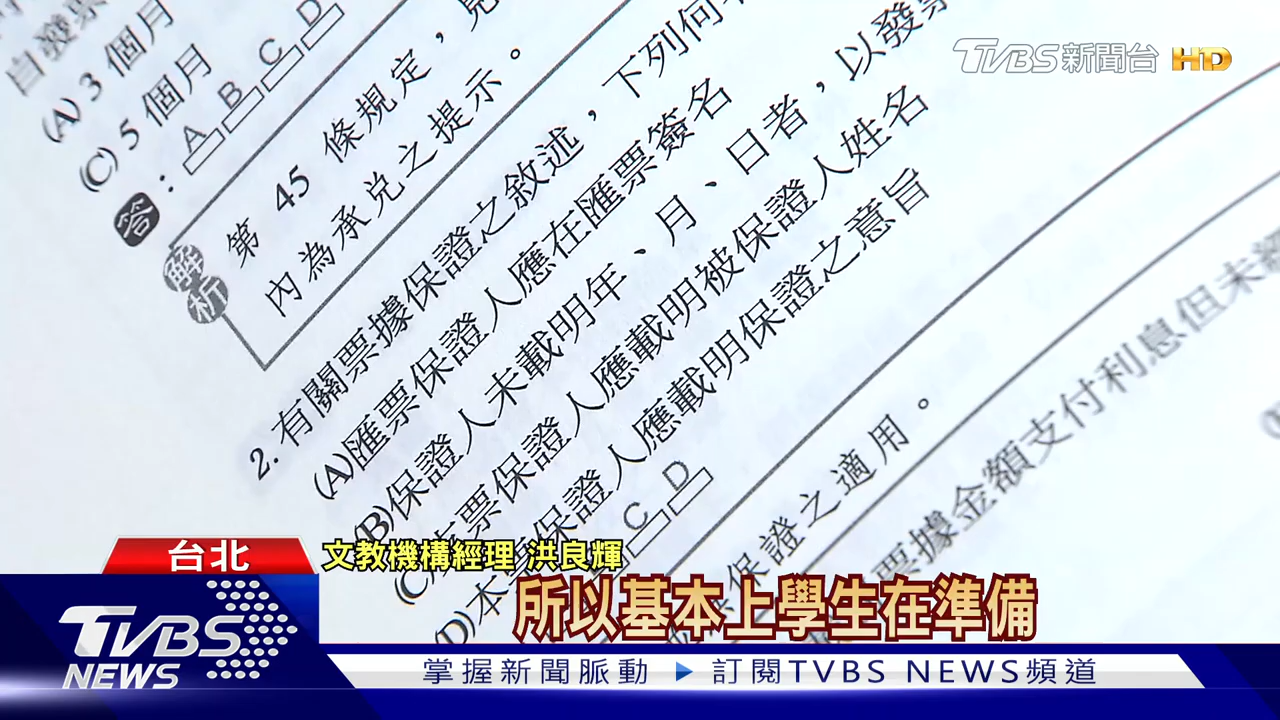 自發票
(A) 3 個月
(C) 5 個月
答：A B C D
解析
第 45 條規定，見
內為承兌之提示。
2. 有關票據保證之敘述，下列何
(A)匯票保證人應在匯票簽名
(B)保證人未載明年、月、日者，以發票
(C)支票保證人應載明被保證人姓名
(D)本票保證人應載明保證之意旨
C D
保證之適用。
票據金額支付利息但未經
TVBS新聞台 HD
台北
文教機構經理 洪良輝
所以基本上學生在準備
TVBS NEWS
掌握新聞脈動 ▶ 訂閱TVBS NEWS頻道